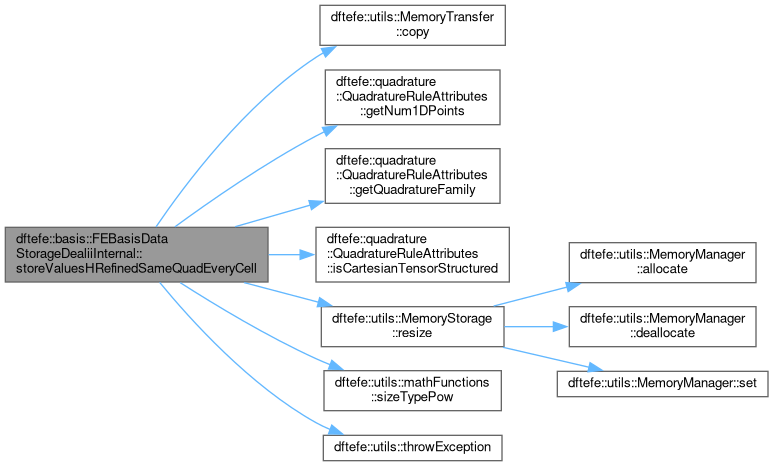 dftefe::utils::MemoryTransfer
::copy
dftefe::quadrature
::QuadratureRuleAttributes
::getNum1DPoints
dftefe::quadrature
::QuadratureRuleAttributes
::getQuadratureFamily
dftefe::basis::FEBasisData
StorageDealiiInternal::
storeValuesHRefinedSameQuadEveryCell
dftefe::quadrature
::QuadratureRuleAttributes
::isCartesianTensorStructured
dftefe::utils::MemoryStorage
::resize
dftefe::utils::MemoryManager
::allocate
dftefe::utils::MemoryManager
::deallocate
dftefe::utils::MemoryManager::set
dftefe::utils::mathFunctions
::sizeTypePow
dftefe::utils::throwException